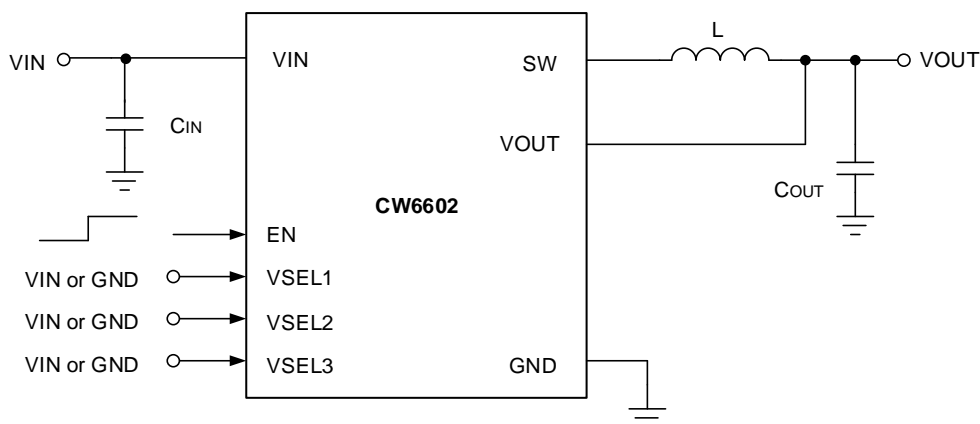 L
VIN
VIN
SW
VOUT
CIN
VOUT
COUT
CW6602
EN
VIN or GND
VSEL1
VIN or GND
VSEL2
VIN or GND
VSEL3
GND